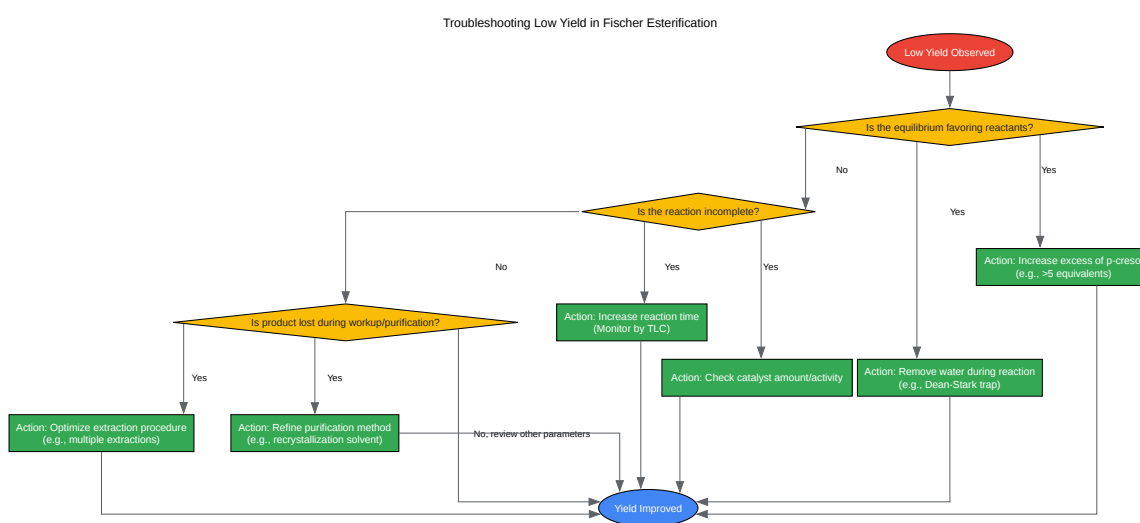 Troubleshooting Low Yield in Fischer Esterification
Low Yield Observed
Is the equilibrium favoring reactants?
No
Yes
Yes
Is the reaction incomplete?
Action: Increase excess of p-creso
(e.g., >5 equivalents)
No
Yes
Yes
Is product lost during workup/purification?
Action: Increase reaction time
(Monitor by TLC)
Yes
Yes
Action: Check catalyst amount/activity
Action: Remove water during reaction
(e.g., Dean-Stark trap)
Action: Optimize extraction procedure
(e.g., multiple extractions)
Action: Refine purification method
(e.g., recrystallization solvent)
No, review other parameters
Yield Improved